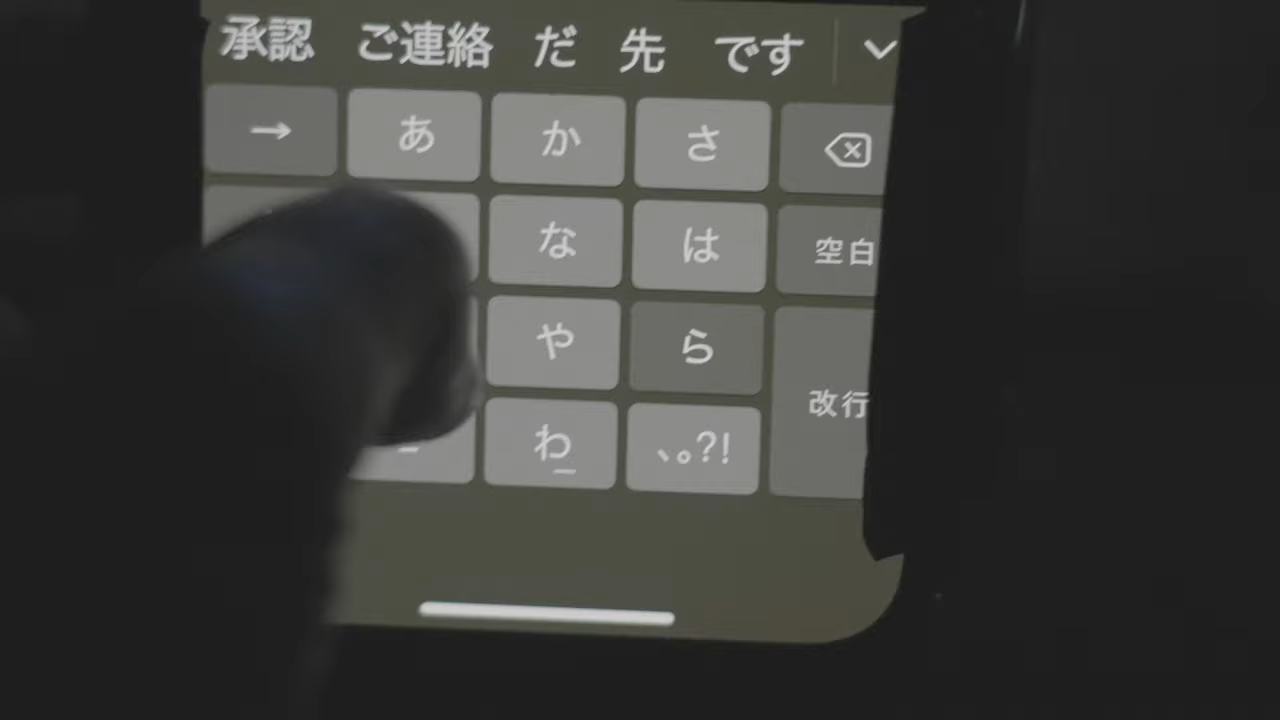 承認 ご連絡 だ 先 です
→ あ か さ
な は 空白
や ら
改行
わ 、。?!